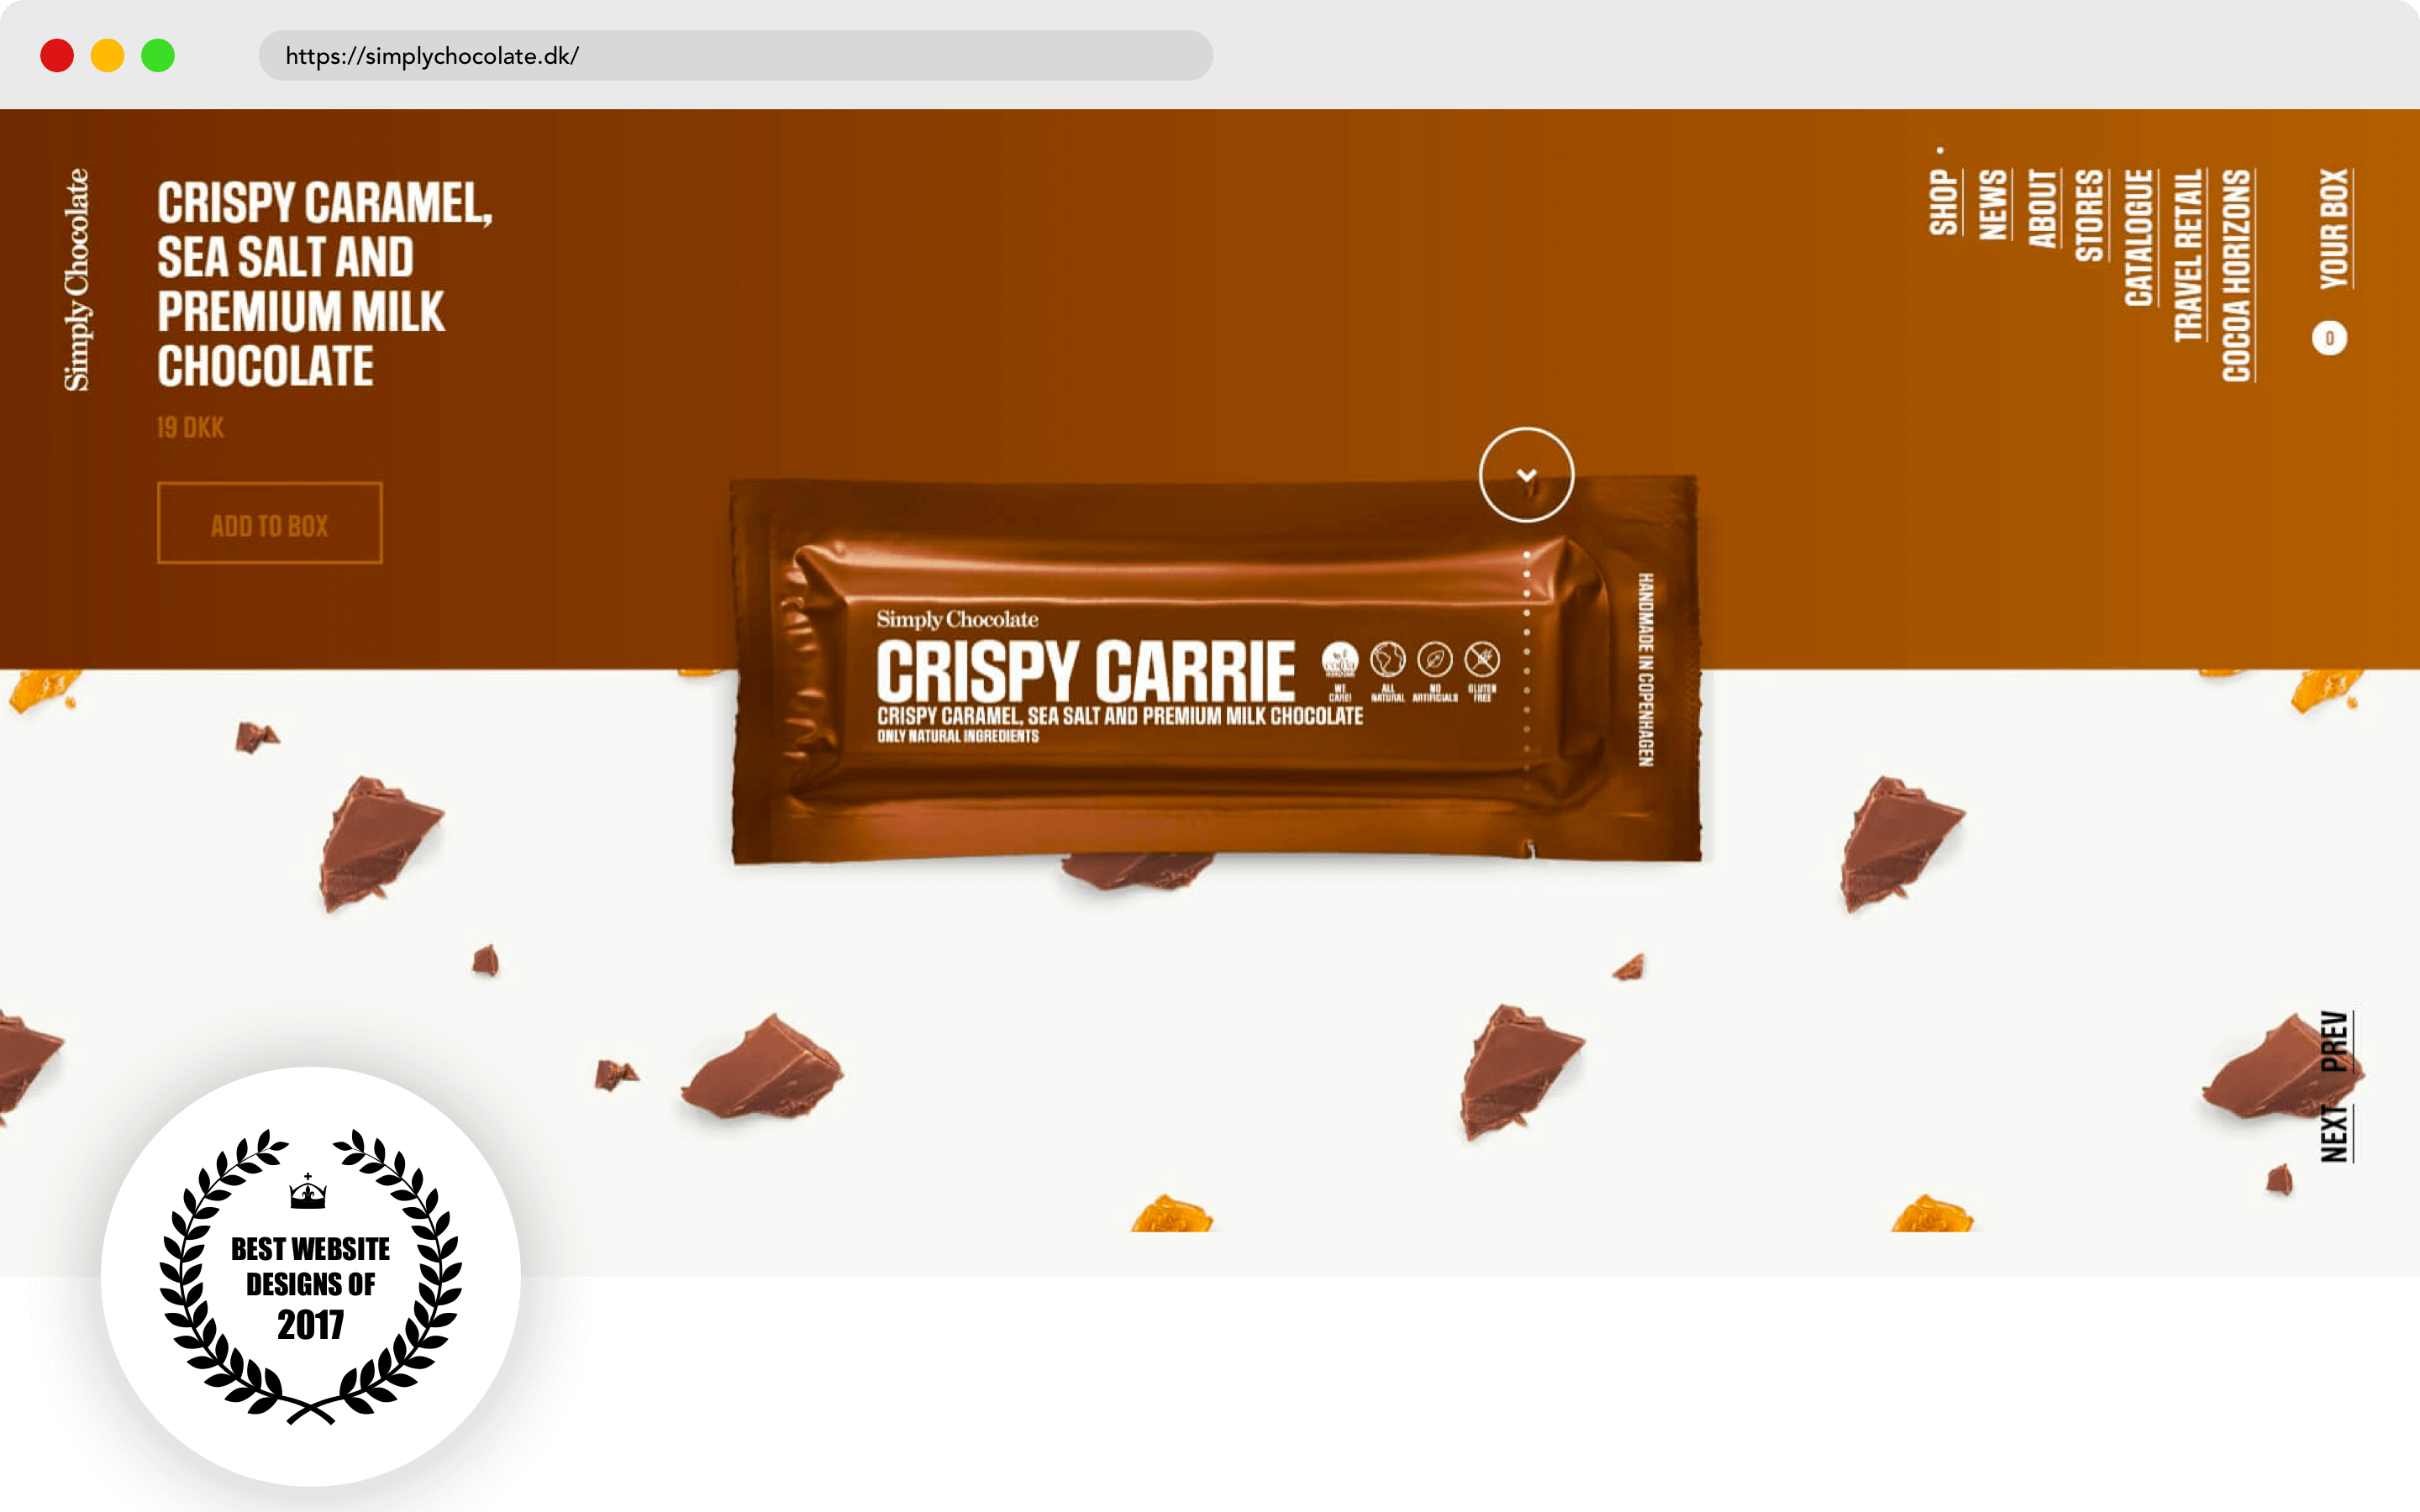 https://simplychocolate.dk/
Simply Chocolate
CRISPY CARAMEL,
SEA SALT AND
PREMIUM MILK
CHOCOLATE
19 DKK
ADD TO BOX
SHOP
NEWS
ABOUT
STORES
CATALOGUE
TRAVEL RETAIL
COCOA HORIZONS
YOUR BOX
0
Simply Chocolate
CRISPY CARRIE
CRISPY CARAMEL, SEA SALT AND PREMIUM MILK CHOCOLATE
ONLY NATURAL INGREDIENTS
WE
CARE!
ALL
NATURAL
NO
ARTIFICIALS
GLUTEN
FREE
HANDMADE IN COPENHAGEN
PREV
NEXT
BEST WEBSITE
DESIGNS OF
2017